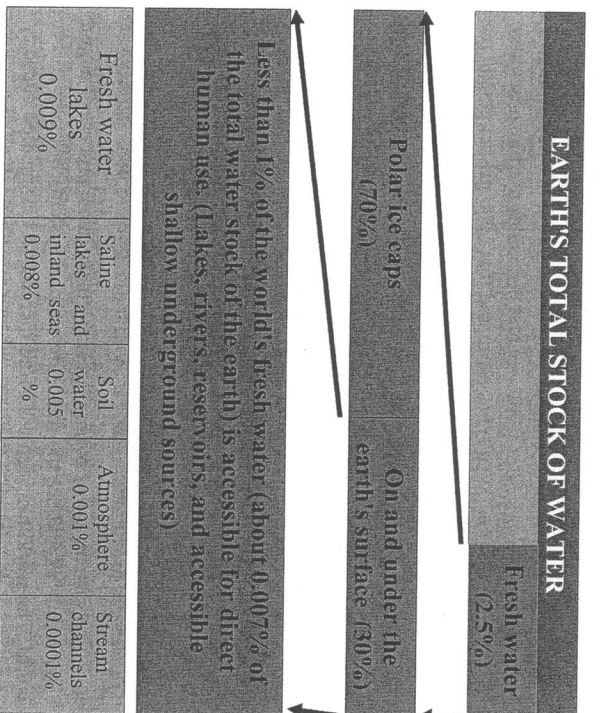 EARTH'S TOTAL STOCK OF WATER
Fresh water
(2.5%)
Polar ice caps
(70%)
On and under the
earth's surface (30%)
Less than 1% of the world's fresh water (about 0.007% of
the total water stock of the earth) is accessible for direct
human use. (Lakes, rivers, reservoirs, and accessible
shallow underground sources)
Fresh water
lakes
0.009%
Saline
lakes and
inland seas
0.008%
Soil
water
0.005
%
Atmosphere
0.001%
Stream
channels
0.0001%